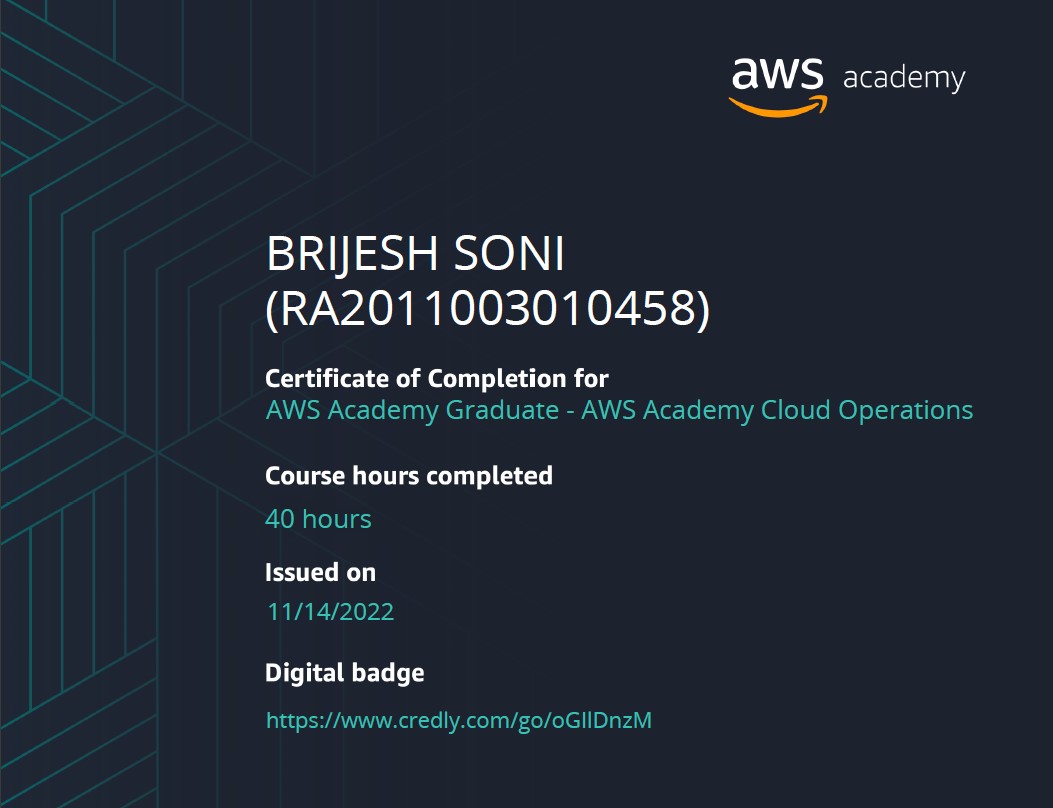 aws academy
BRIJESH SONI
(RA2011003010458)
Certificate of Completion for
AWS Academy Graduate - AWS Academy Cloud Operations
Course hours completed
40 hours
Issued on
11/14/2022
Digital badge
https://www.credly.com/go/oGIlDnzM